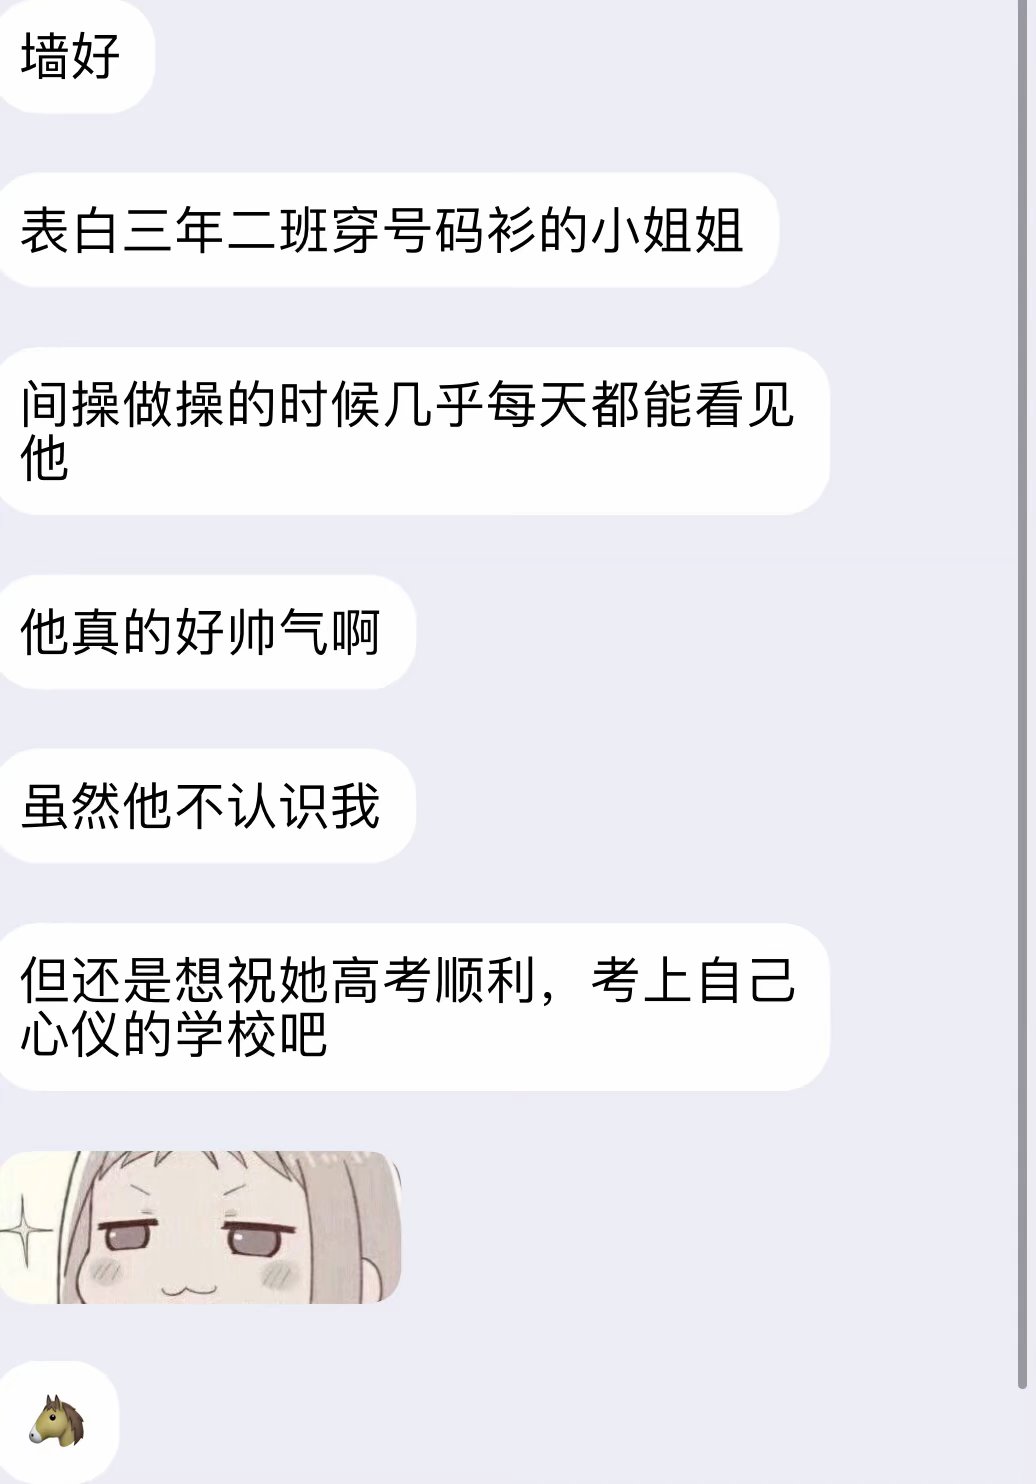 墙好
表白三年二班穿号码衫的小姐姐
间操做操的时候几乎每天都能看见
他
他真的好帅气啊
虽然他不认识我
但还是想祝她高考顺利，考上自己
心仪的学校吧